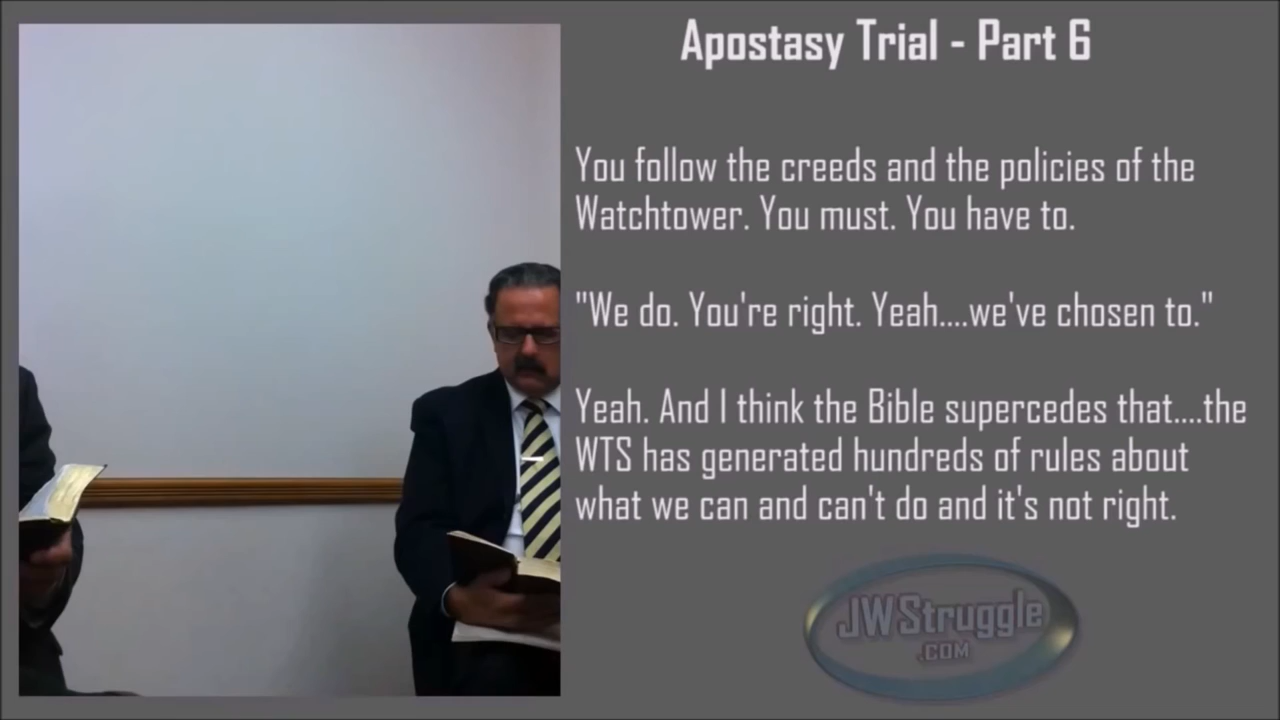 Apostasy Trial - Part 6
You follow the creeds and the policies of the
Watchtower. You must. You have to.
"We do. You're right. Yeah....we've chosen to."
Yeah. And I think the Bible supercedes that....the
WTS has generated hundreds of rules about
what we can and can't do and it's not right.
JWStruggle
.COM